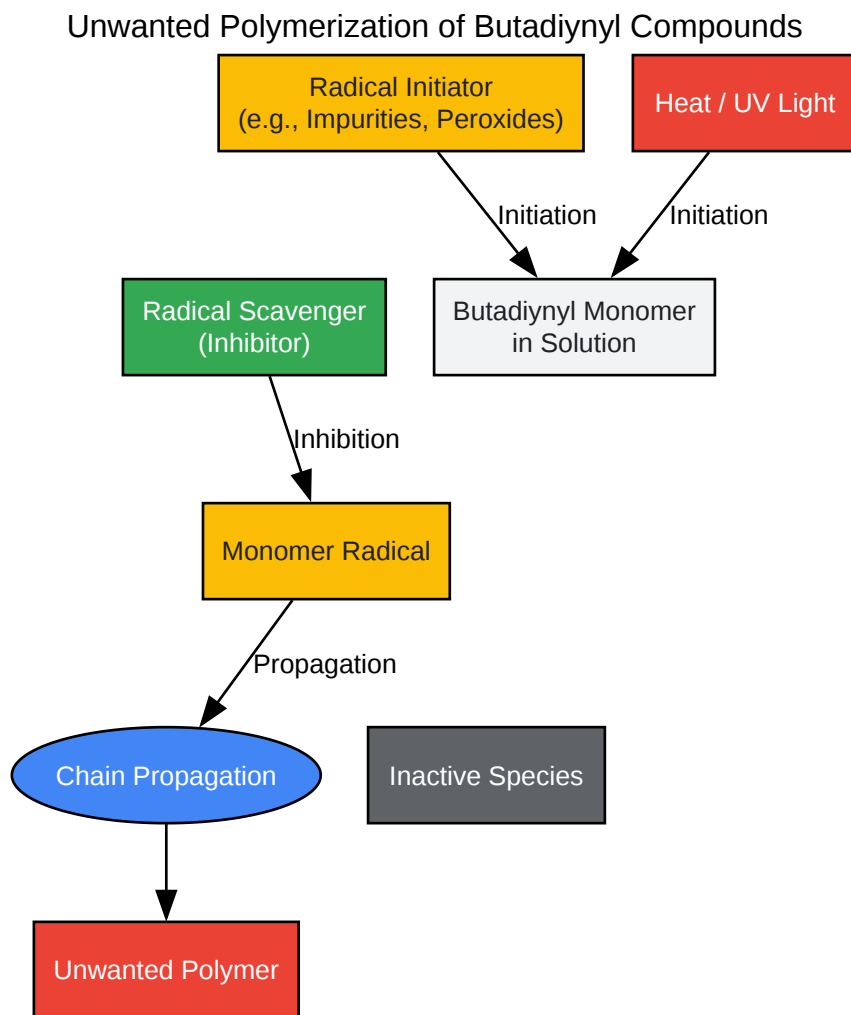 Unwanted Polymerization of Butadiynyl Compounds
Radical Initiator
(e.g., Impurities, Peroxides)
Heat / UV Light
Initiation
Initiation
Radical Scavenger
(Inhibitor)
Butadiynyl Monomer
in Solution
Inhibition
Monomer Radical
Propagation
Chain Propagation
Inactive Species
Unwanted Polymer